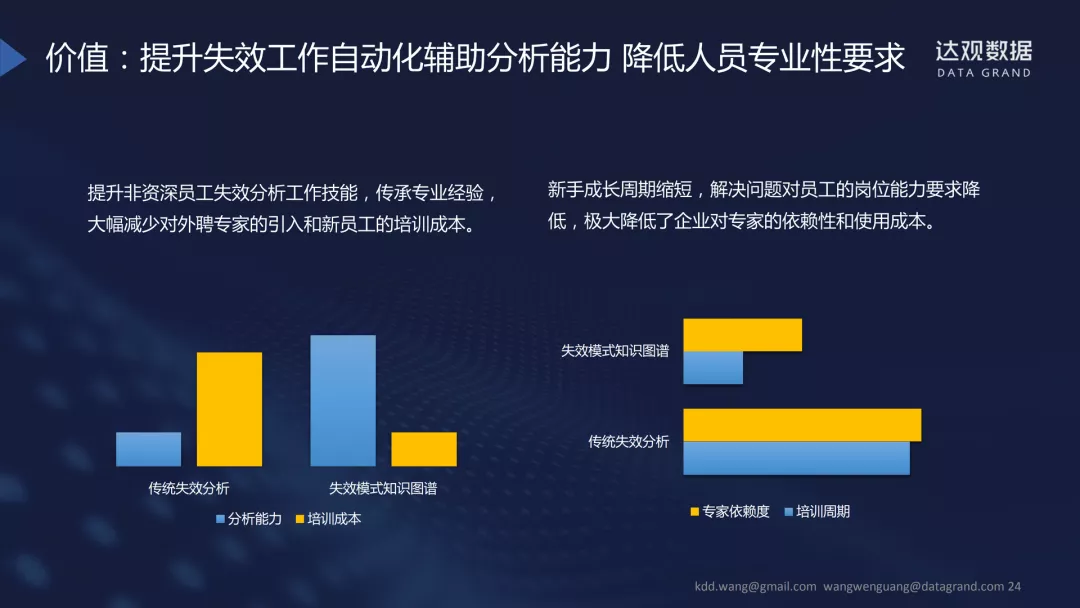 价值：提升失效工作自动化辅助分析能力 降低人员专业性要求
达观数据
DATA GRAND
提升非资深员工失效分析工作技能，传承专业经验，
大幅减少对外聘专家的引入和新员工的培训成本。
新手成长周期缩短，解决问题对员工的岗位能力要求降
低，极大降低了企业对专家的依赖性和使用成本。
传统失效分析
失效模式知识图谱
分析能力
培训成本
失效模式知识图谱
传统失效分析
专家依赖度
培训周期
kdd.wang@gmail.com wangwenguang@datagrand.com 24